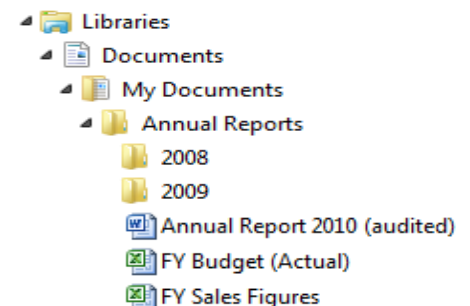 Libraries
Documents
My Documents
Annual Reports
2008
2009
Annual Report 2010 (audited)
FY Budget (Actual)
FY Sales Figures